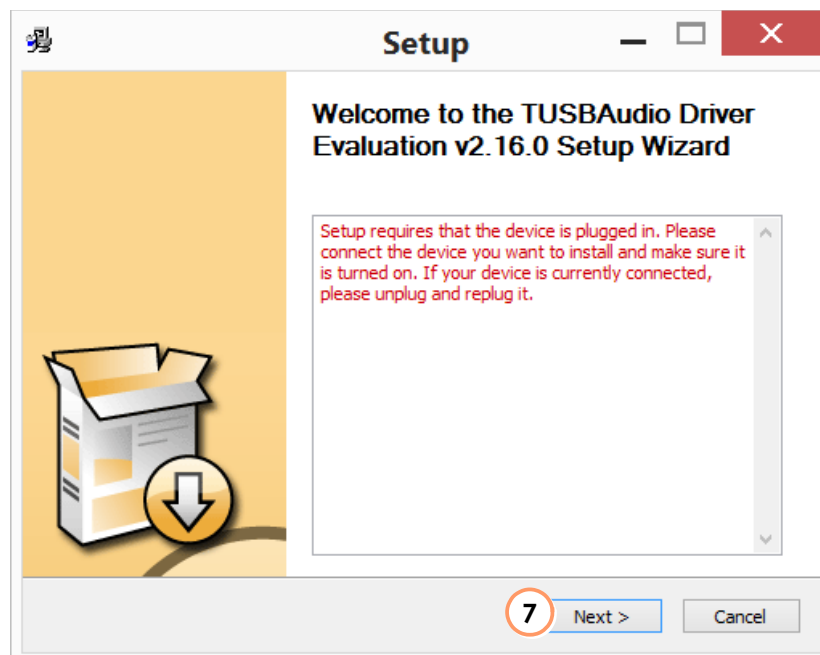 Setup
Welcome to the TUSBAudio Driver
Evaluation v2.16.0 Setup Wizard
Setup requires that the device is plugged in. Please
connect the device you want to install and make sure it
is turned on. If your device is currently connected,
please unplug and replug it.
7 Next > Cancel